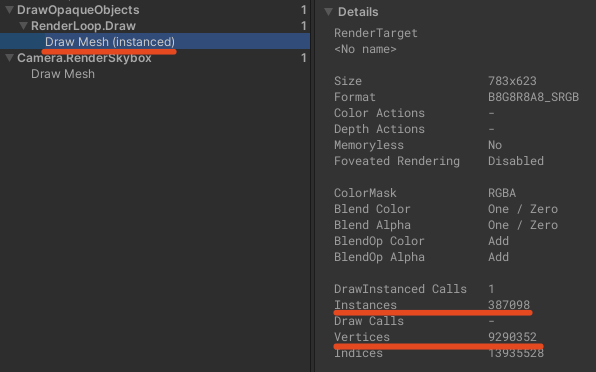 DrawOpaqueObjects 1
RenderLoop.Draw 1
Draw Mesh (instanced)
Camera.RenderSkybox 1
Draw Mesh
Details
RenderTarget
<No name>
Size 783x623
Format B8G8R8A8_SRGB
Color Actions -
Depth Actions -
Memoryless No
Foveated Rendering Disabled
ColorMask RGBA
Blend Color One / Zero
Blend Alpha One / Zero
BlendOp Color Add
BlendOp Alpha Add
DrawInstanced Calls 1
Instances 387098
Draw Calls -
Vertices 9290352
Indices 13935528